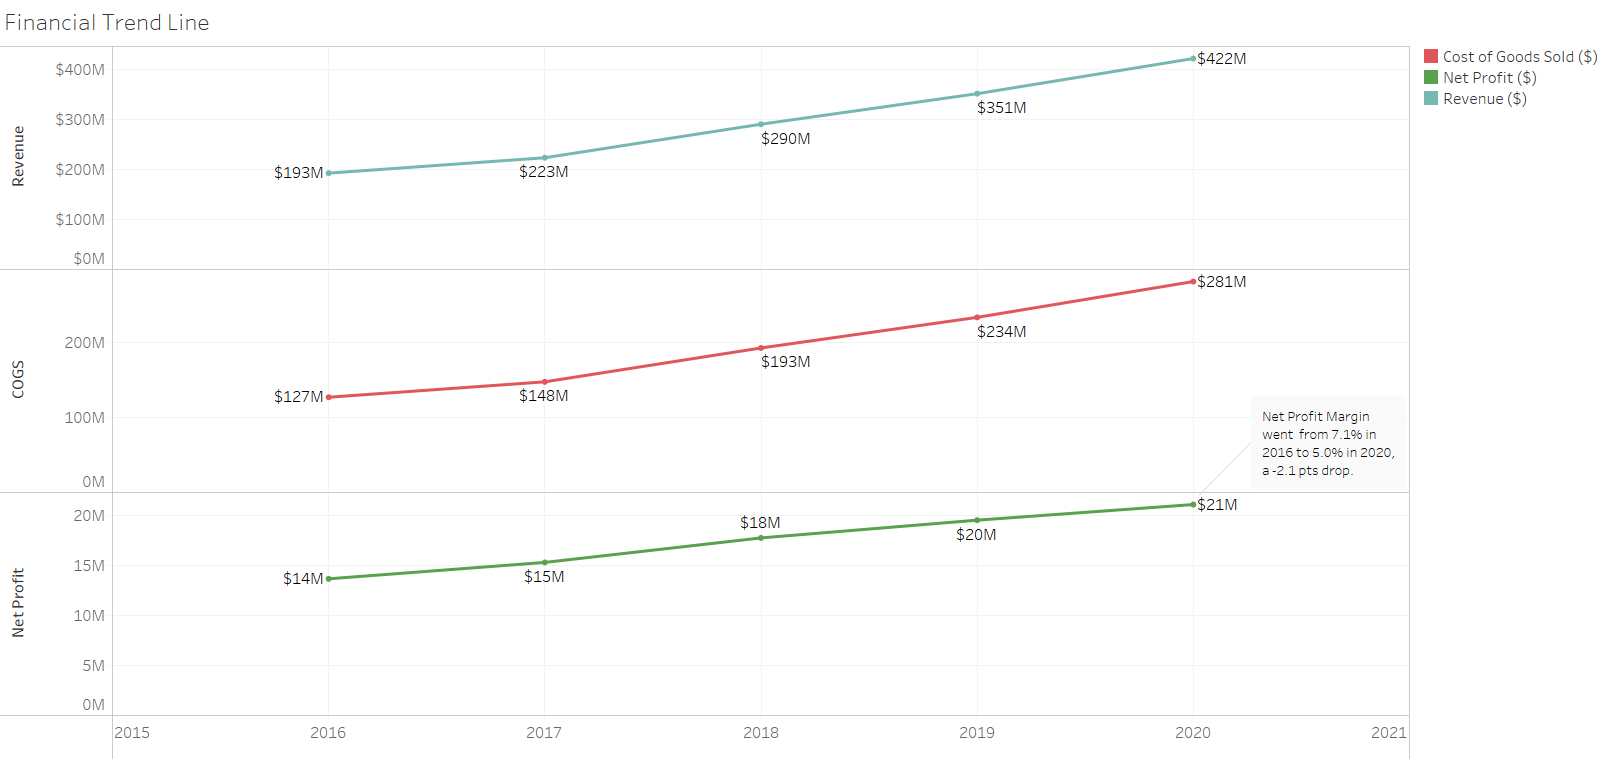 Financial Trend Line
Cost of Goods Sold ($)
Net Profit ($)
Revenue ($)
Revenue
$400M
$300M
$200M
$100M
$0M
$193M
$223M
$290M
$351M
$422M
COGS
200M
100M
0M
$127M
$148M
$193M
$234M
$281M
Net Profit Margin
went from 7.1% in
2016 to 5.0% in 2020,
a -2.1 pts drop.
Net Profit
20M
15M
10M
5M
0M
$14M
$15M
$18M
$20M
$21M
2015 2016 2017 2018 2019 2020 2021